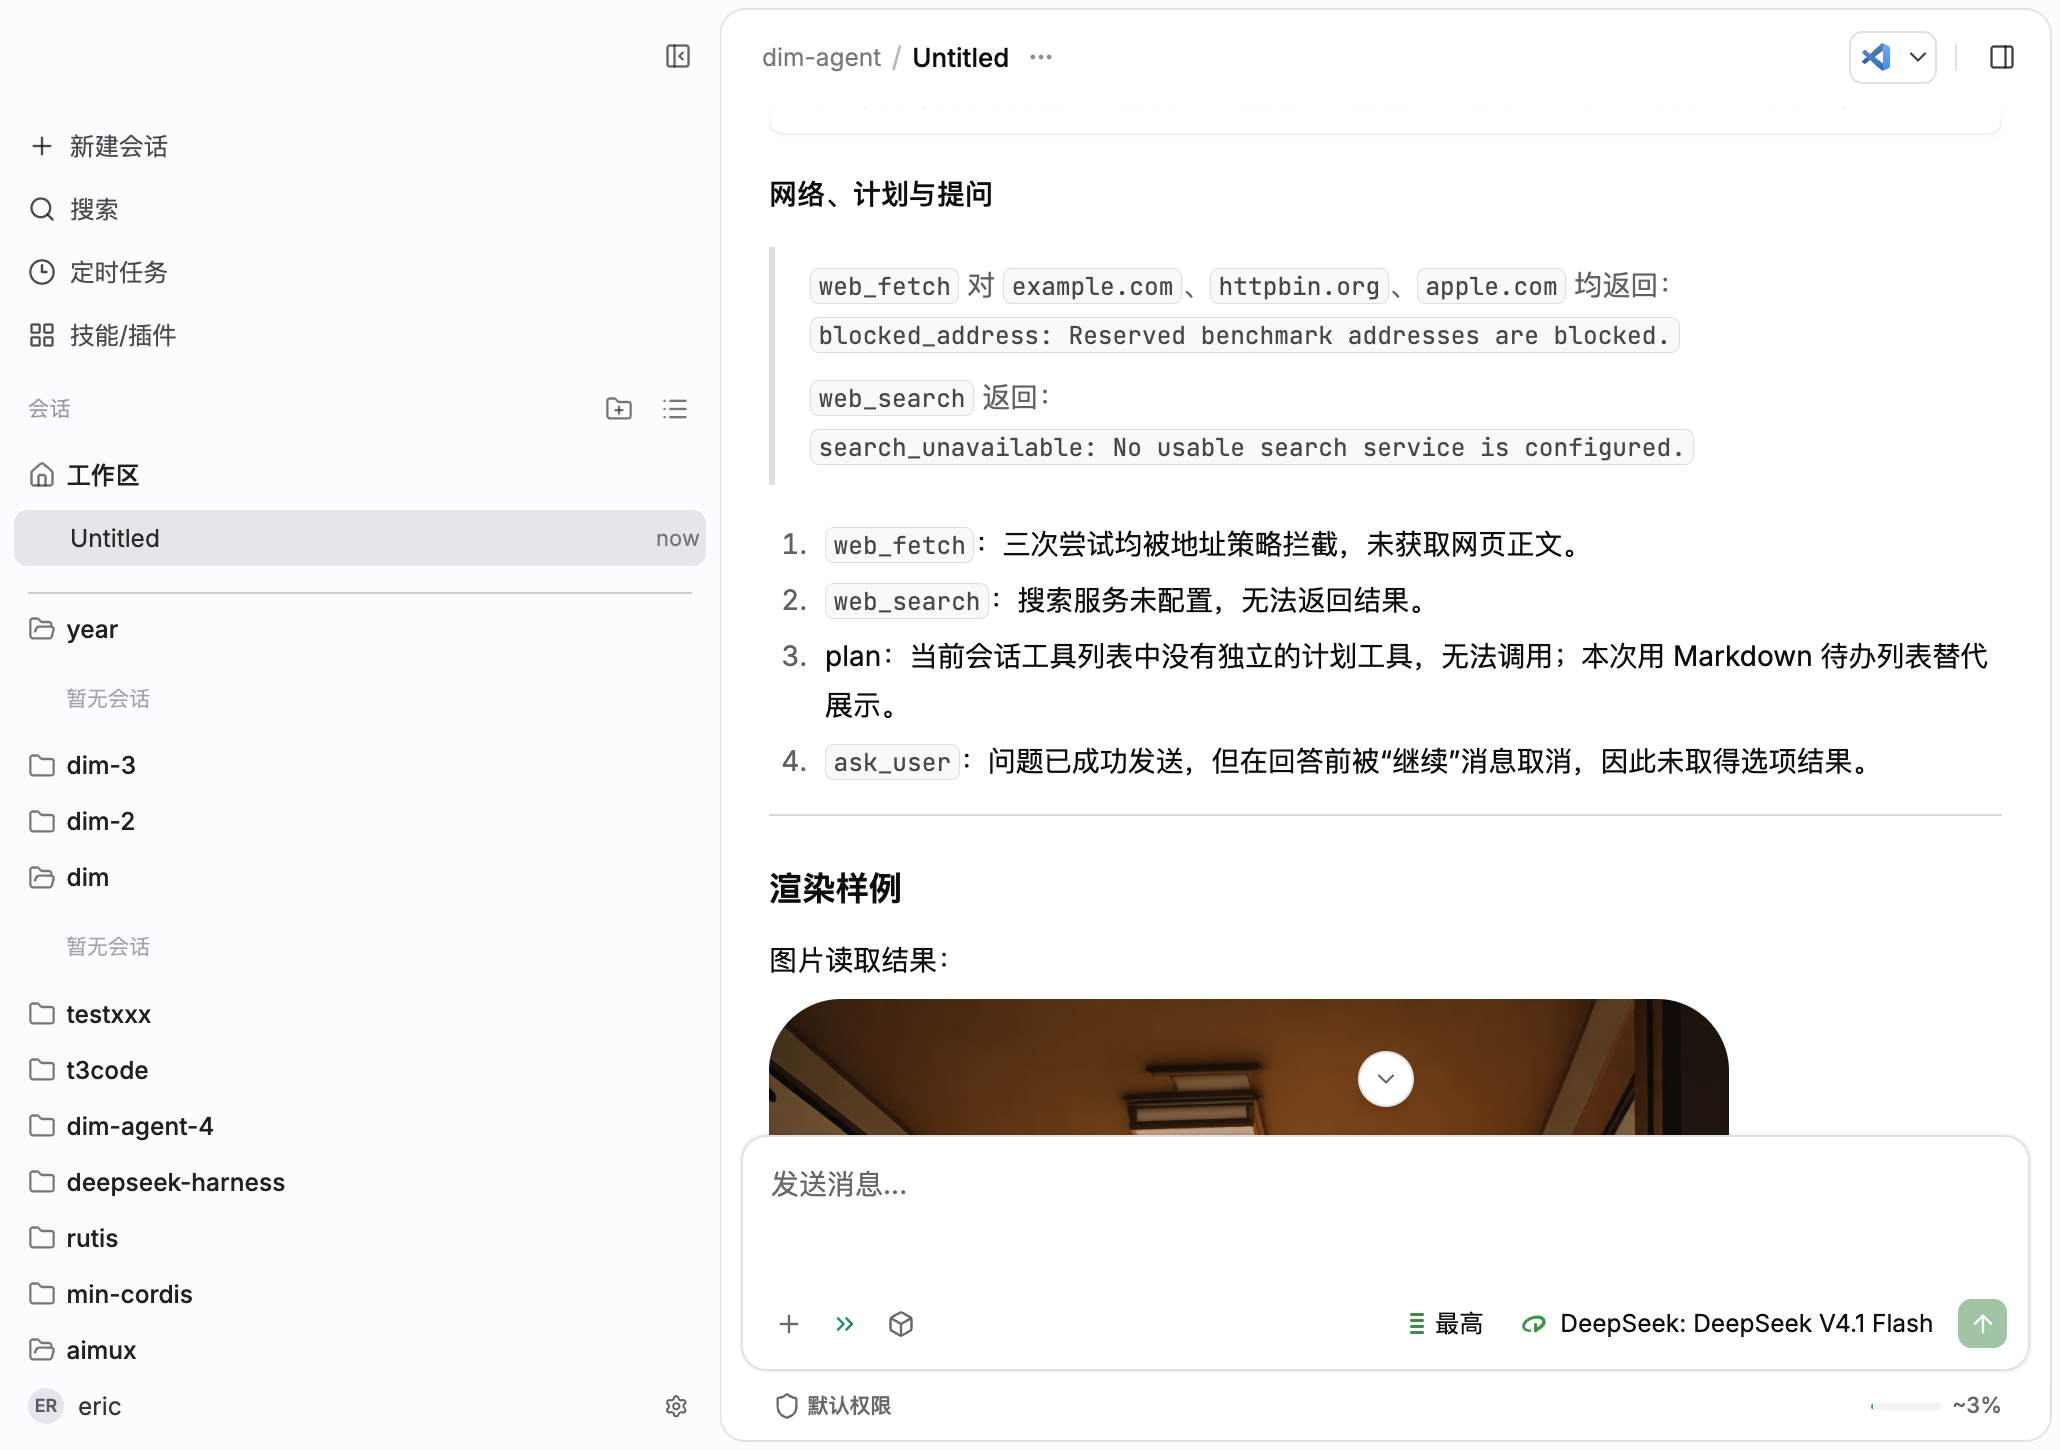 dim-agent / Untitled ···
新建会话
搜索
定时任务
技能/插件
会话
工作区
Untitled now
year
暂无会话
dim-3
dim-2
dim
暂无会话
testxxx
t3code
dim-agent-4
deepseek-harness
rutis
min-cordis
aimux
ER eric
网络、计划与提问
web_fetch 对 example.com、httpbin.org、apple.com 均返回：
blocked_address: Reserved benchmark addresses are blocked.
web_search 返回：
search_unavailable: No usable search service is configured.
1. web_fetch：三次尝试均被地址策略拦截，未获取网页正文。
2. web_search：搜索服务未配置，无法返回结果。
3. plan：当前会话工具列表中没有独立的计划工具，无法调用；本次用 Markdown 待办列表替代
展示。
4. ask_user：问题已成功发送，但在回答前被“继续”消息取消，因此未取得选项结果。
渲染样例
图片读取结果：
发送消息...
最高 DeepSeek: DeepSeek V4.1 Flash
默认权限 ~3%